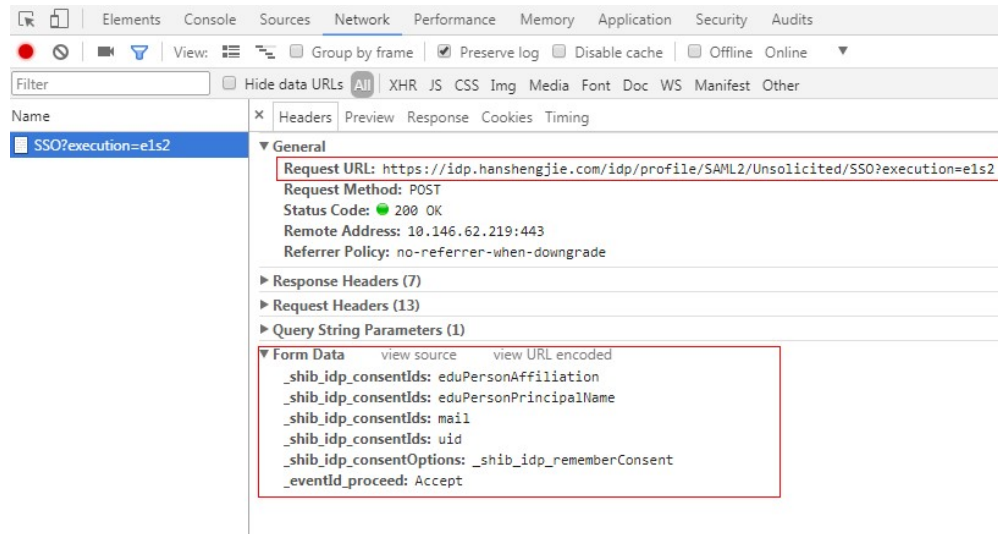 Elements Console Sources Network Performance Memory Application Security Audits
View: Group by frame Preserve log Disable cache Offline Online
Filter Hide data URLs All XHR JS CSS Img Media Font Doc WS Manifest Other
Name × Headers Preview Response Cookies Timing
SSO?execution=e1s2
General
Request URL: https://idp.hanshengjie.com/idp/profile/SAML2/Unsolicited/SSO?execution=e1s2
Request Method: POST
Status Code: 200 OK
Remote Address: 10.146.62.219:443
Referrer Policy: no-referrer-when-downgrade
Response Headers (7)
Request Headers (13)
Query String Parameters (1)
Form Data view source view URL encoded
_shib_idp_consentIds: eduPersonAffiliation
_shib_idp_consentIds: eduPersonPrincipalName
_shib_idp_consentIds: mail
_shib_idp_consentIds: uid
_shib_idp_consentOptions: _shib_idp_rememberConsent
_eventId_proceed: Accept